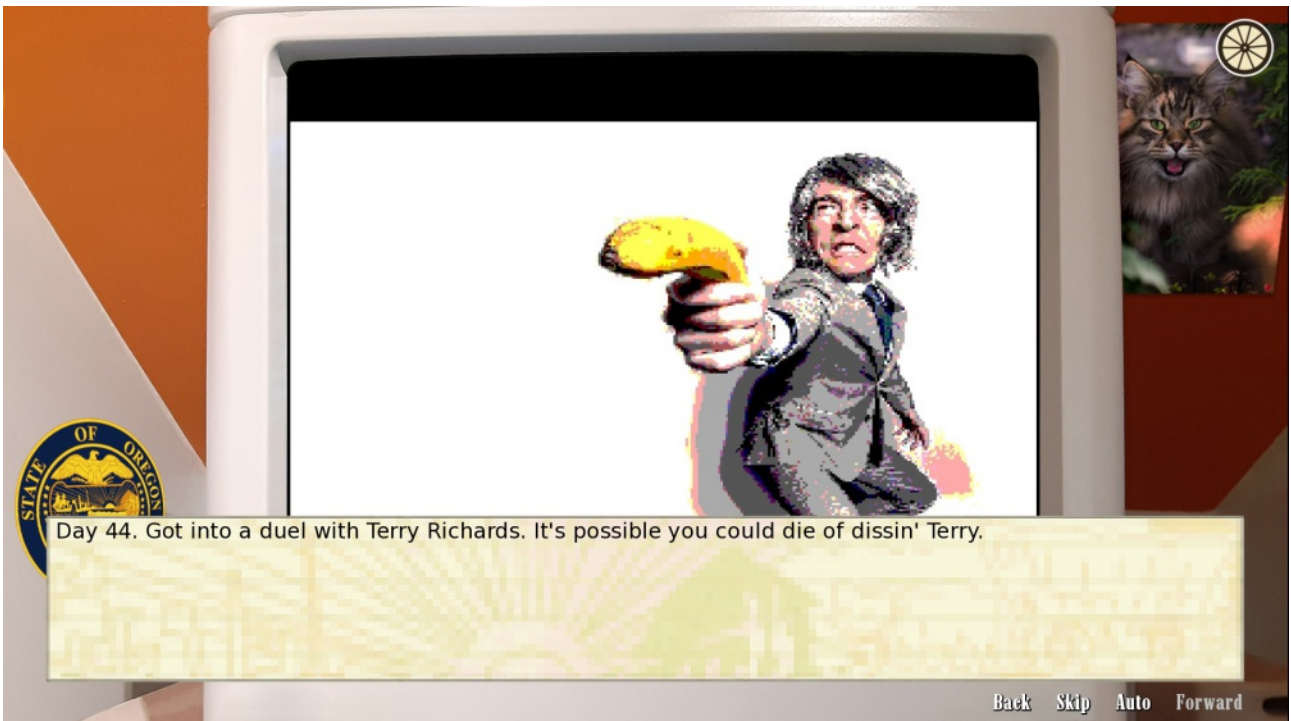 STATE OF OREGON
Day 44. Got into a duel with Terry Richards. It's possible you could die of dissin' Terry.
Back Skip Auto Forward